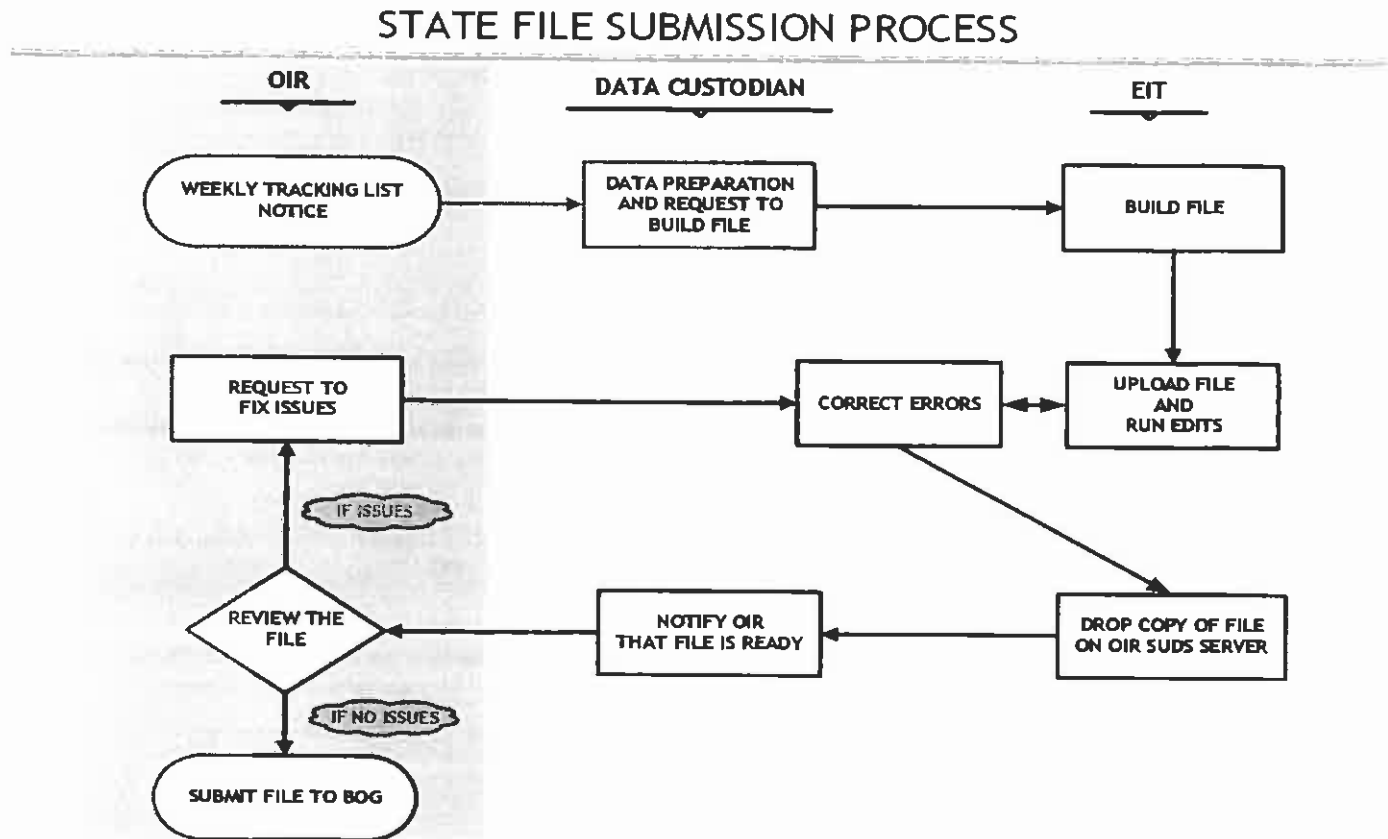 STATE FILE SUBMISSION PROCESS
OIR
DATA CUSTODIAN
EIT
WEEKLY TRACKING LIST
NOTICE
DATA PREPARATION
AND REQUEST TO
BUILD FILE
BUILD FILE
REQUEST TO
FIX ISSUES
CORRECT ERRORS
UPLOAD FILE
AND
RUN EDITS
IF ISSUES
REVIEW THE
FILE
NOTIFY OIR
THAT FILE IS READY
DROP COPY OF FILE
ON OIR SUDS SERVER
IF NO ISSUES
SUBMIT FILE TO BOG